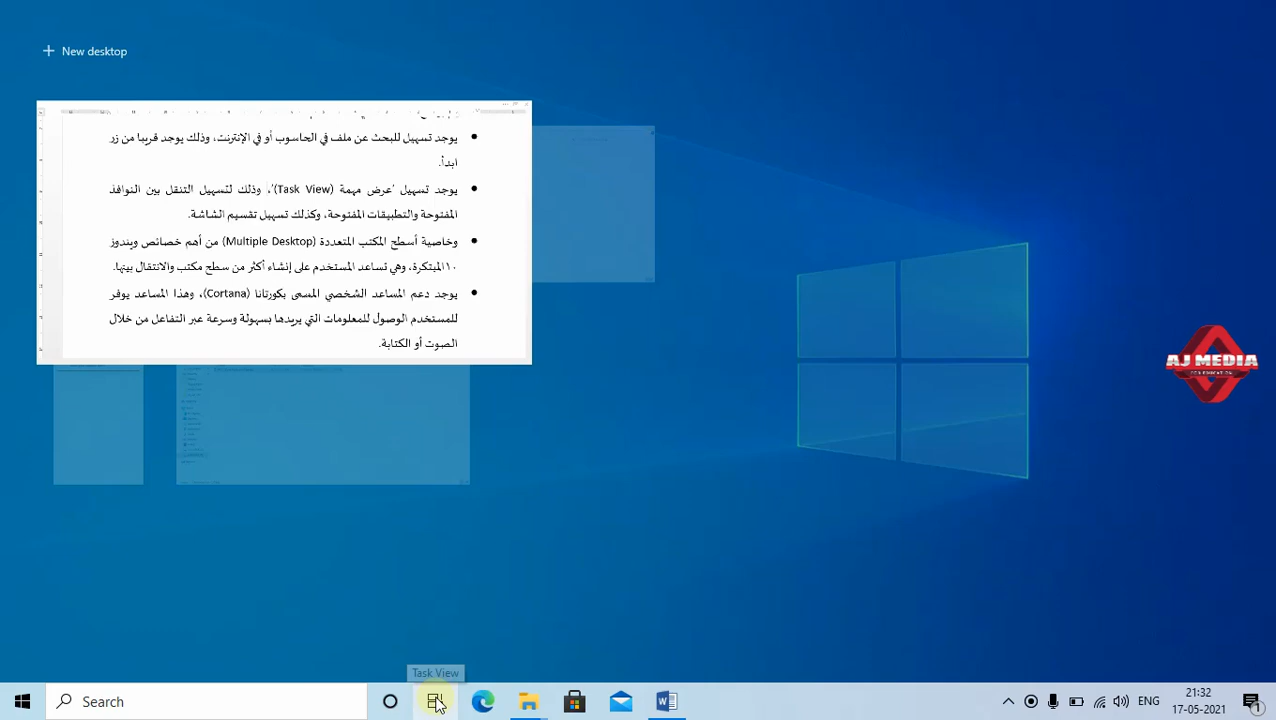 New desktop
يوجد تسهيل للبحث عن ملف في الحاسوب أو في الإنترنت، وذلك يوجد قريبا من زر
ابدأ.
يوجد تسهيل 'عرض مهمة (Task View)'، وذلك لتسهيل التنقل بين النوافذ
المفتوحة والتطبيقات المفتوحة، وكذلك تسهيل تقسيم الشاشة.
وخاصية أسطح المكتب المتعددة (Multiple Desktop) من أهم خصائص ويندوز
١٠المبتكرة، وهي تساعد المستخدم على إنشاء أكثر من سطح مكتب والانتقال بينها.
يوجد دعم المساعد الشخصي المسمى بكورتانا (Cortana)، وهذا المساعد يوفر
للمستخدم الوصول للمعلومات التي يريدها بسهولة وسرعة عبر التفاعل من خلال
الصوت أو الكتابة.
AJ MEDIA
FOR EDUCATION
Task View
Search
ENG
21:32
17-05-2021
1